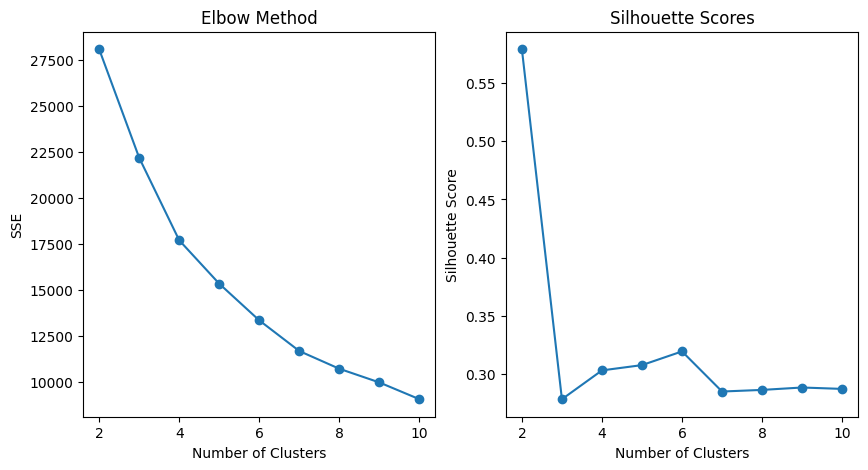 Elbow Method
SSE
27500
25000
22500
20000
17500
15000
12500
10000
2 4 6 8 10
Number of Clusters
Silhouette Scores
Silhouette Score
0.55
0.50
0.45
0.40
0.35
0.30
2 4 6 8 10
Number of Clusters